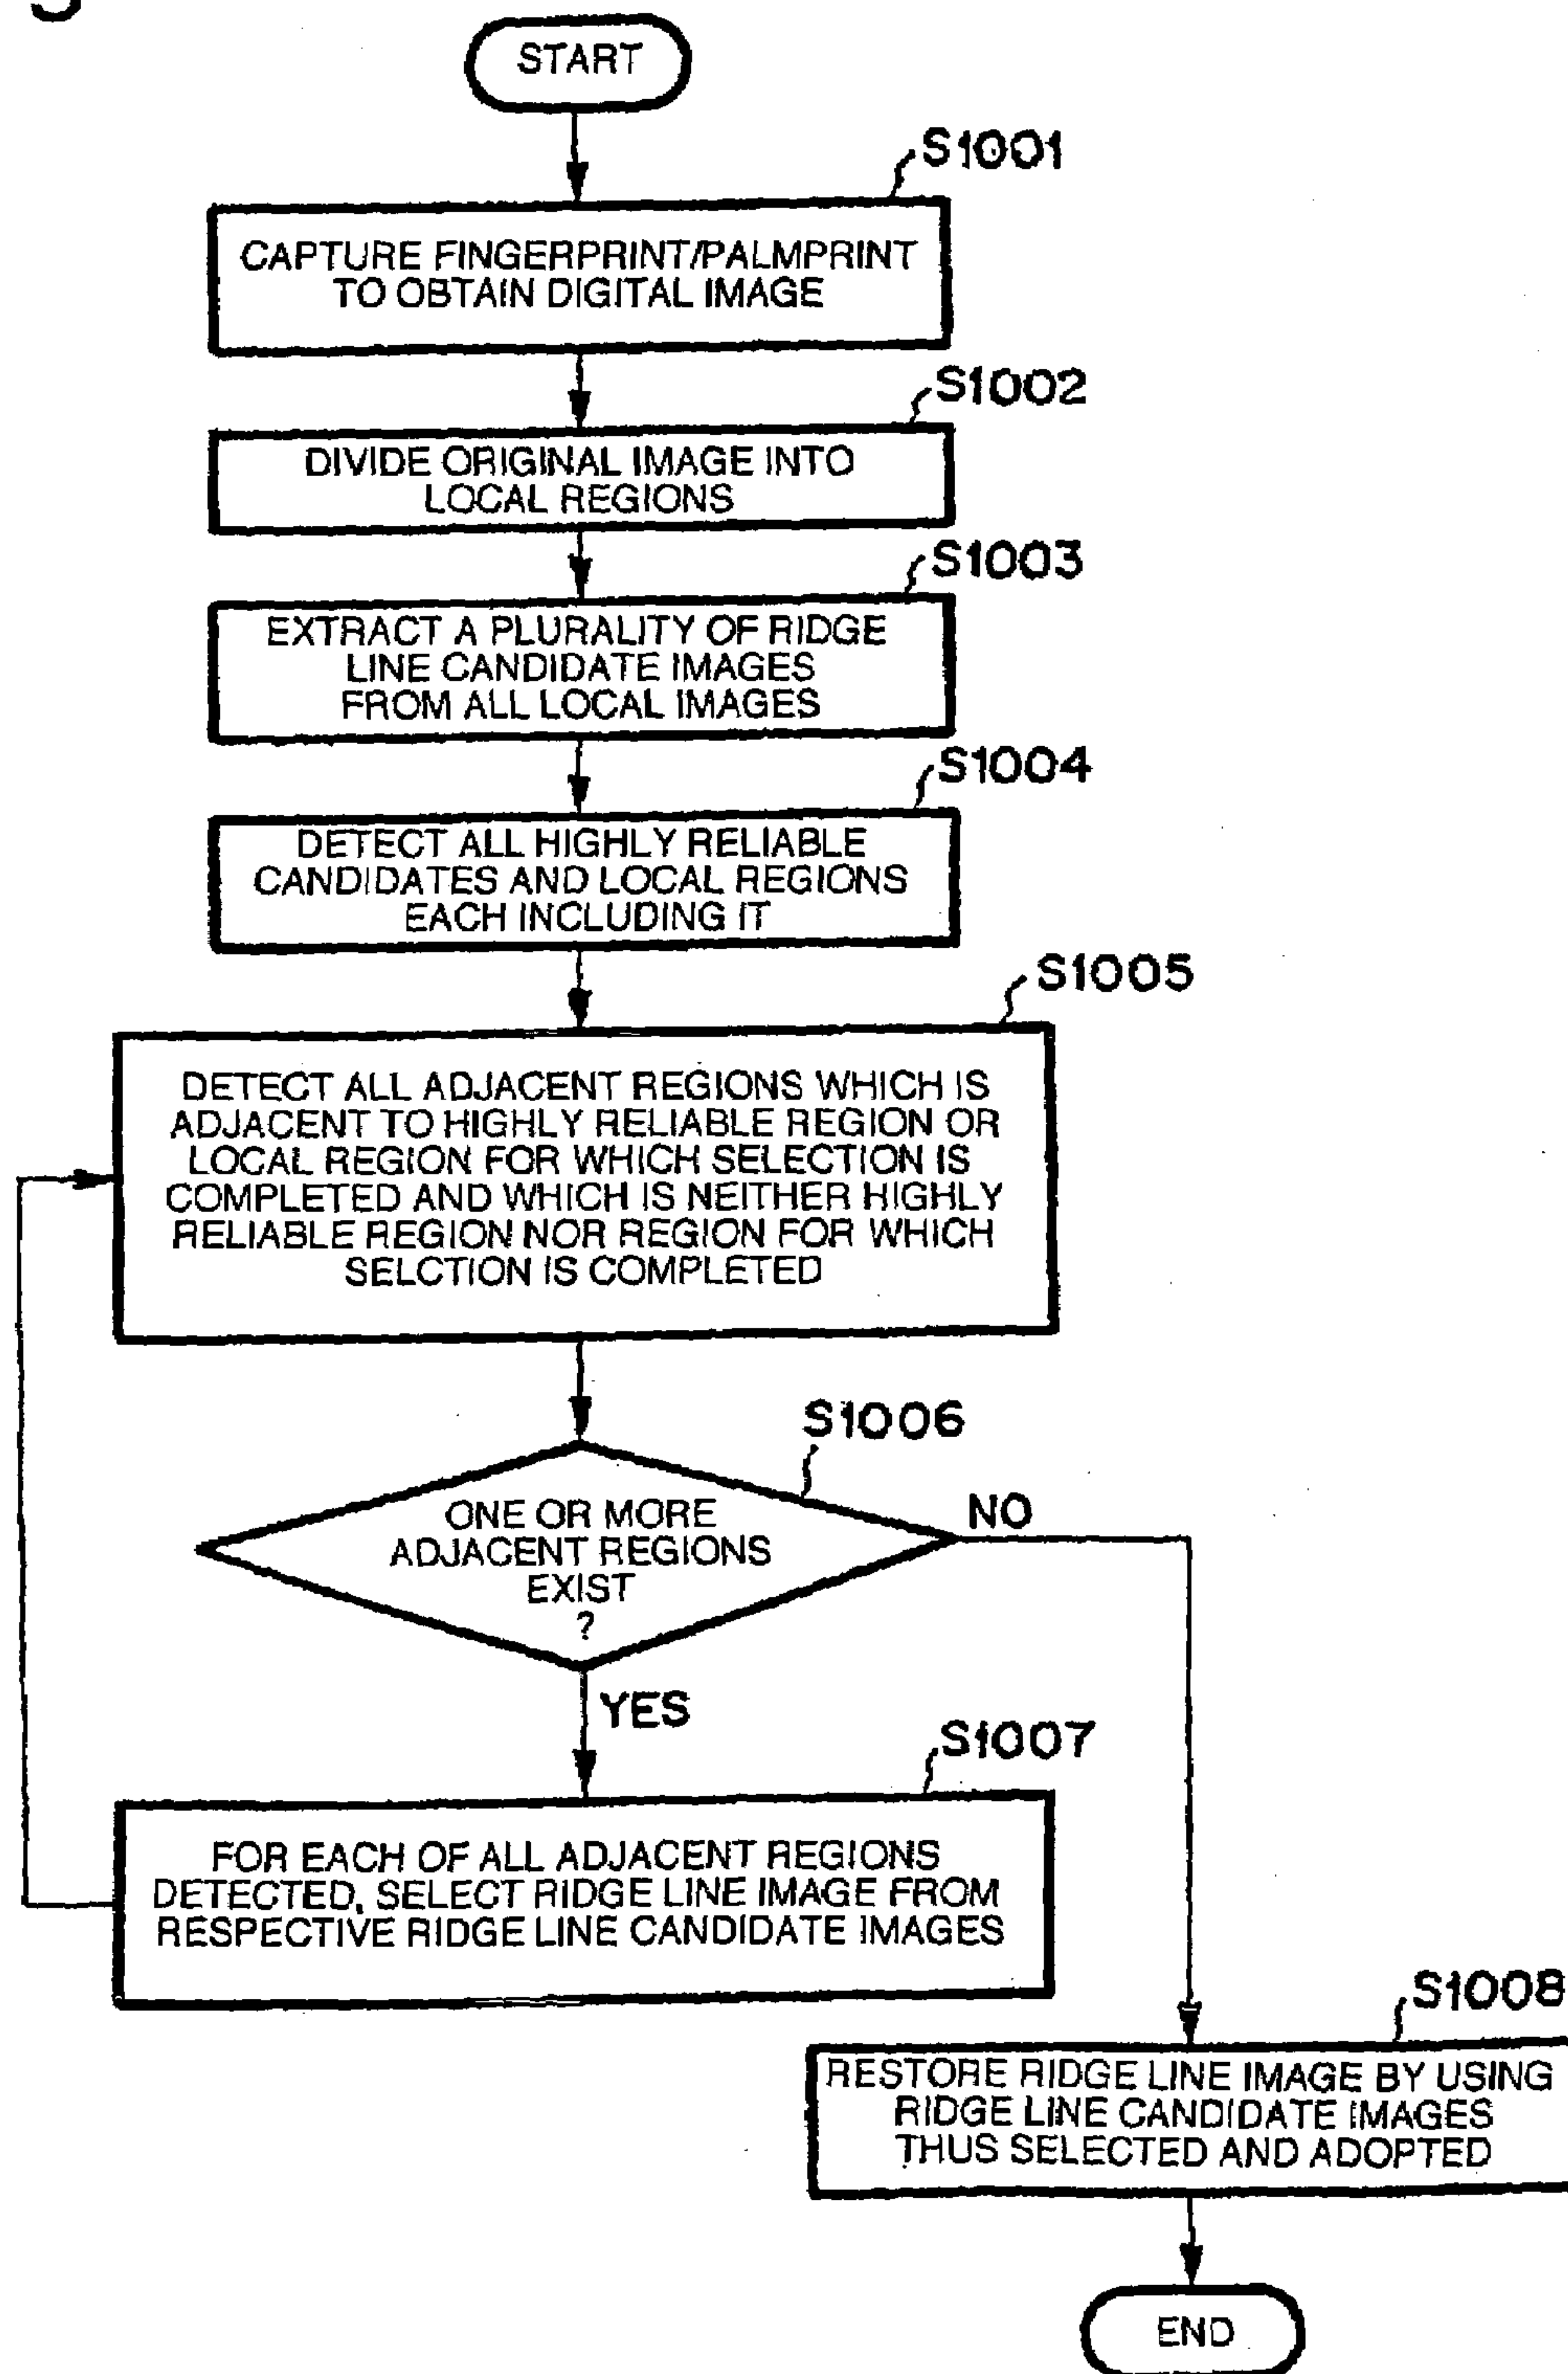 START
S1001
CAPTURE FINGERPRINT/PALMPRINT
TO OBTAIN DIGITAL IMAGE
S1002
DIVIDE ORIGINAL IMAGE INTO
LOCAL REGIONS
S1003
EXTRACT A PLURALITY OF RIDGE
LINE CANDIDATE IMAGES
FROM ALL LOCAL IMAGES
S1004
DETECT ALL HIGHLY RELIABLE
CANDIDATES AND LOCAL REGIONS
EACH INCLUDING IT
S1005
DETECT ALL ADJACENT REGIONS WHICH IS
ADJACENT TO HIGHLY RELIABLE REGION OR
LOCAL REGION FOR WHICH SELECTION IS
COMPLETED AND WHICH IS NEITHER HIGHLY
RELIABLE REGION NOR REGION FOR WHICH
SELCTION IS COMPLETED
S1006
ONE OR MORE
ADJACENT REGIONS
EXIST
?
NO
YES
S1007
FOR EACH OF ALL ADJACENT REGIONS
DETECTED, SELECT RIDGE LINE IMAGE FROM
RESPECTIVE RIDGE LINE CANDIDATE IMAGES
S1008
RESTORE RIDGE LINE IMAGE BY USING
RIDGE LINE CANDIDATE IMAGES
THUS SELECTED AND ADOPTED
END